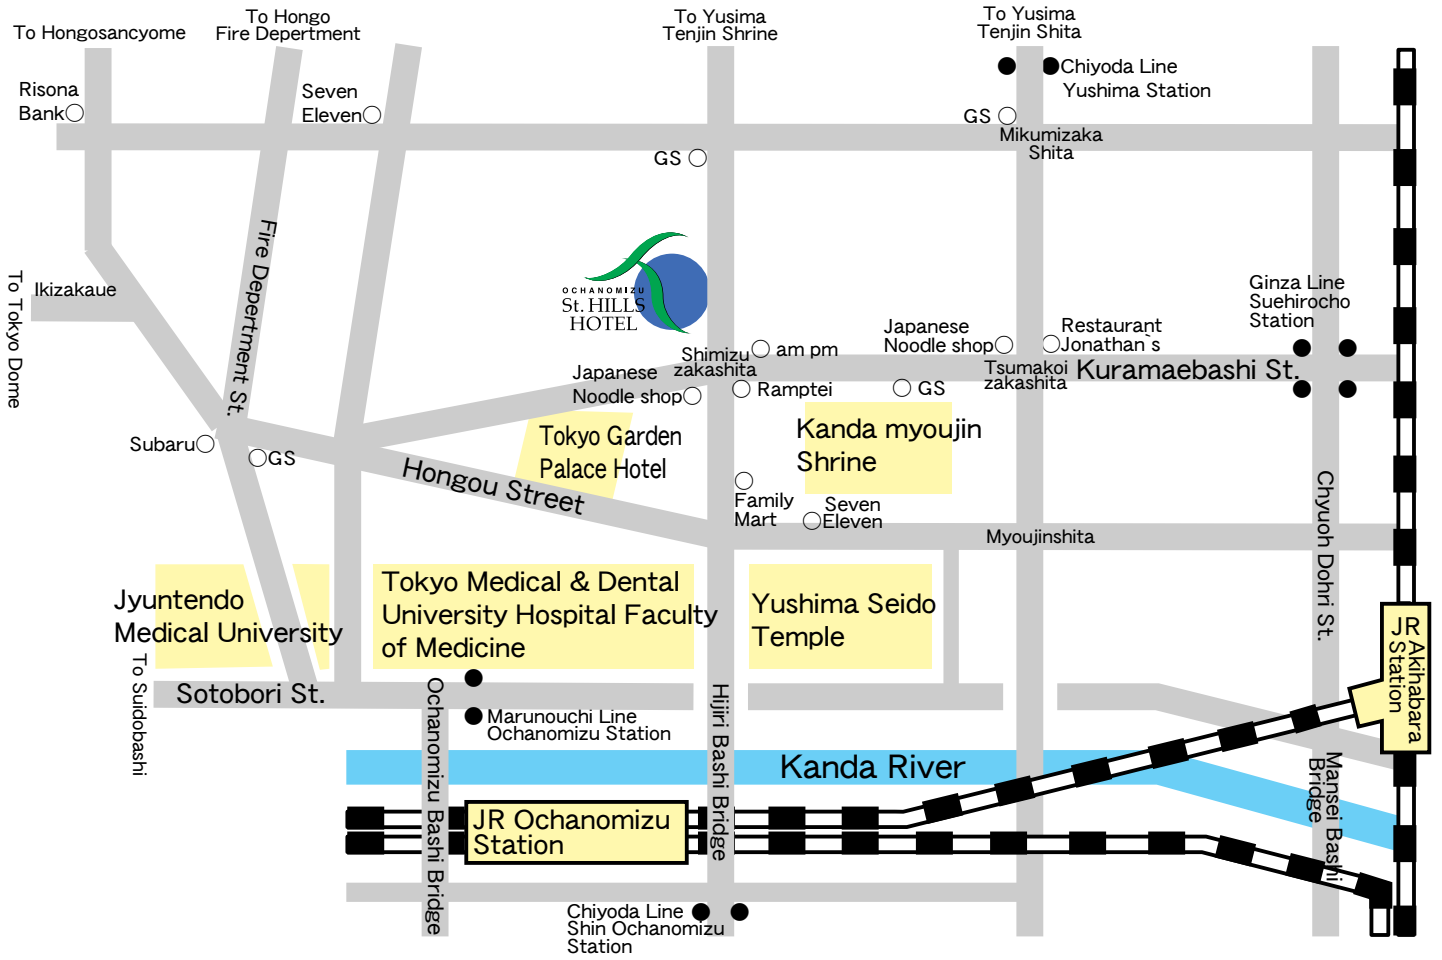 To Hongosancyome
To Hongo
Fire Depertment
To Yusima
Tenjin Shrine
To Yusima
Tenjin Shita
Risona
Bank
Seven
Eleven
Chiyoda Line
Yushima Station
GS
Mikumizaka
Shita
GS
Fire Depertment St.
To Tokyo Dome
Ikizakaue
OCHANOMIZU
St. HILLS
HOTEL
Ginza Line
Suehirocho
Station
Shimizu
zakashita
am pm
Japanese
Noodle shop
Restaurant
Jonathan`s
Tsumakoi
zakashita
Kuramaebashi St.
Japanese
Noodle shop
Ramptei
GS
Subaru
GS
Tokyo Garden
Palace Hotel
Kanda myoujin
Shrine
Hongou Street
Family
Mart
Seven
Eleven
Myoujinshita
Chyuoh Dohri St.
Jyuntendo
Medical University
Tokyo Medical & Dental
University Hospital Faculty
of Medicine
Yushima Seido
Temple
JR Akihabara
Station
To Suidobashi
Sotobori St.
Marunouchi Line
Ochanomizu Station
Ochanomizu Bashi Bridge
Hijiri Bashi Bridge
Kanda River
Mansei Bashi
Bridge
JR Ochanomizu
Station
Chiyoda Line
Shin Ochanomizu
Station